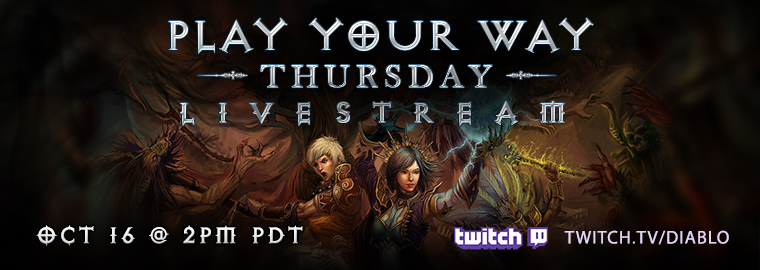 PLAY YOUR WAY
THURSDAY
LIVESTREAM
OCT 16 @ 2PM PDT
twitch TWITCH.TV/DIABLO